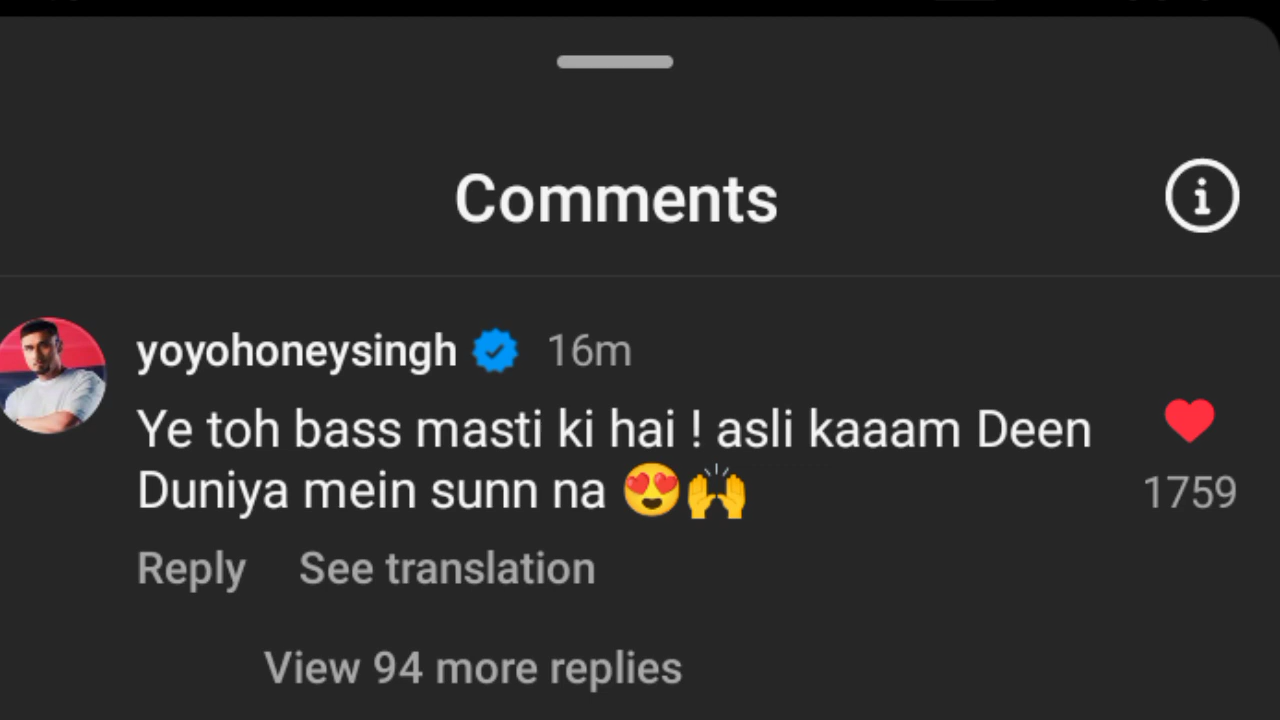 Comments
yoyohoneysingh 16m
Ye toh bass masti ki hai ! asli kaaam Deen
Duniya mein sunn na 😍🙌
1759
Reply See translation
View 94 more replies